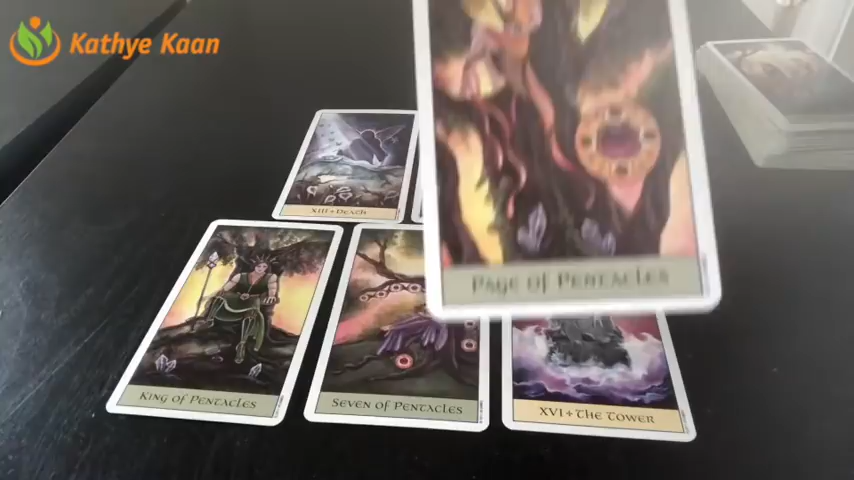 Kathye Kaan
XIII + Death
Page of Pentacles
King of Pentacles
Seven of Pentacles
XVI + The Tower